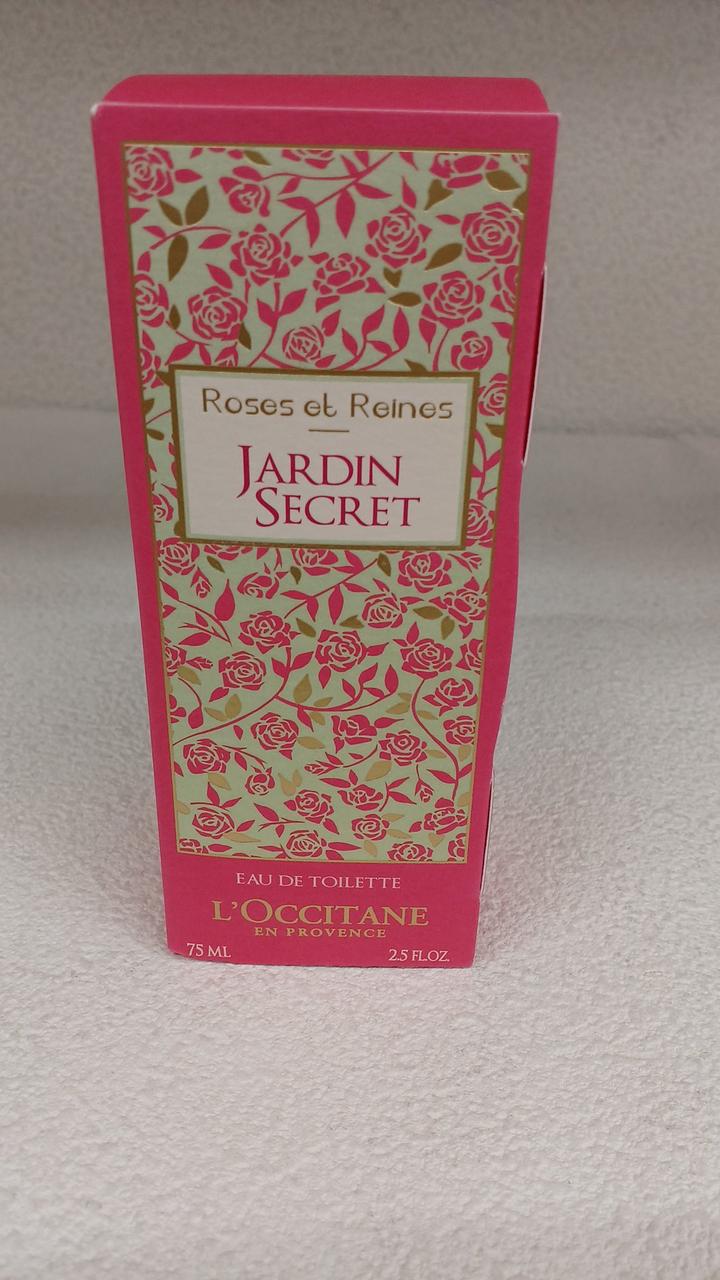 Roses et Reines
JARDIN
SECRET
EAU DE TOILETTE
L'OCCITANE
EN PROVENCE
75 ML 2.5 FL.OZ.